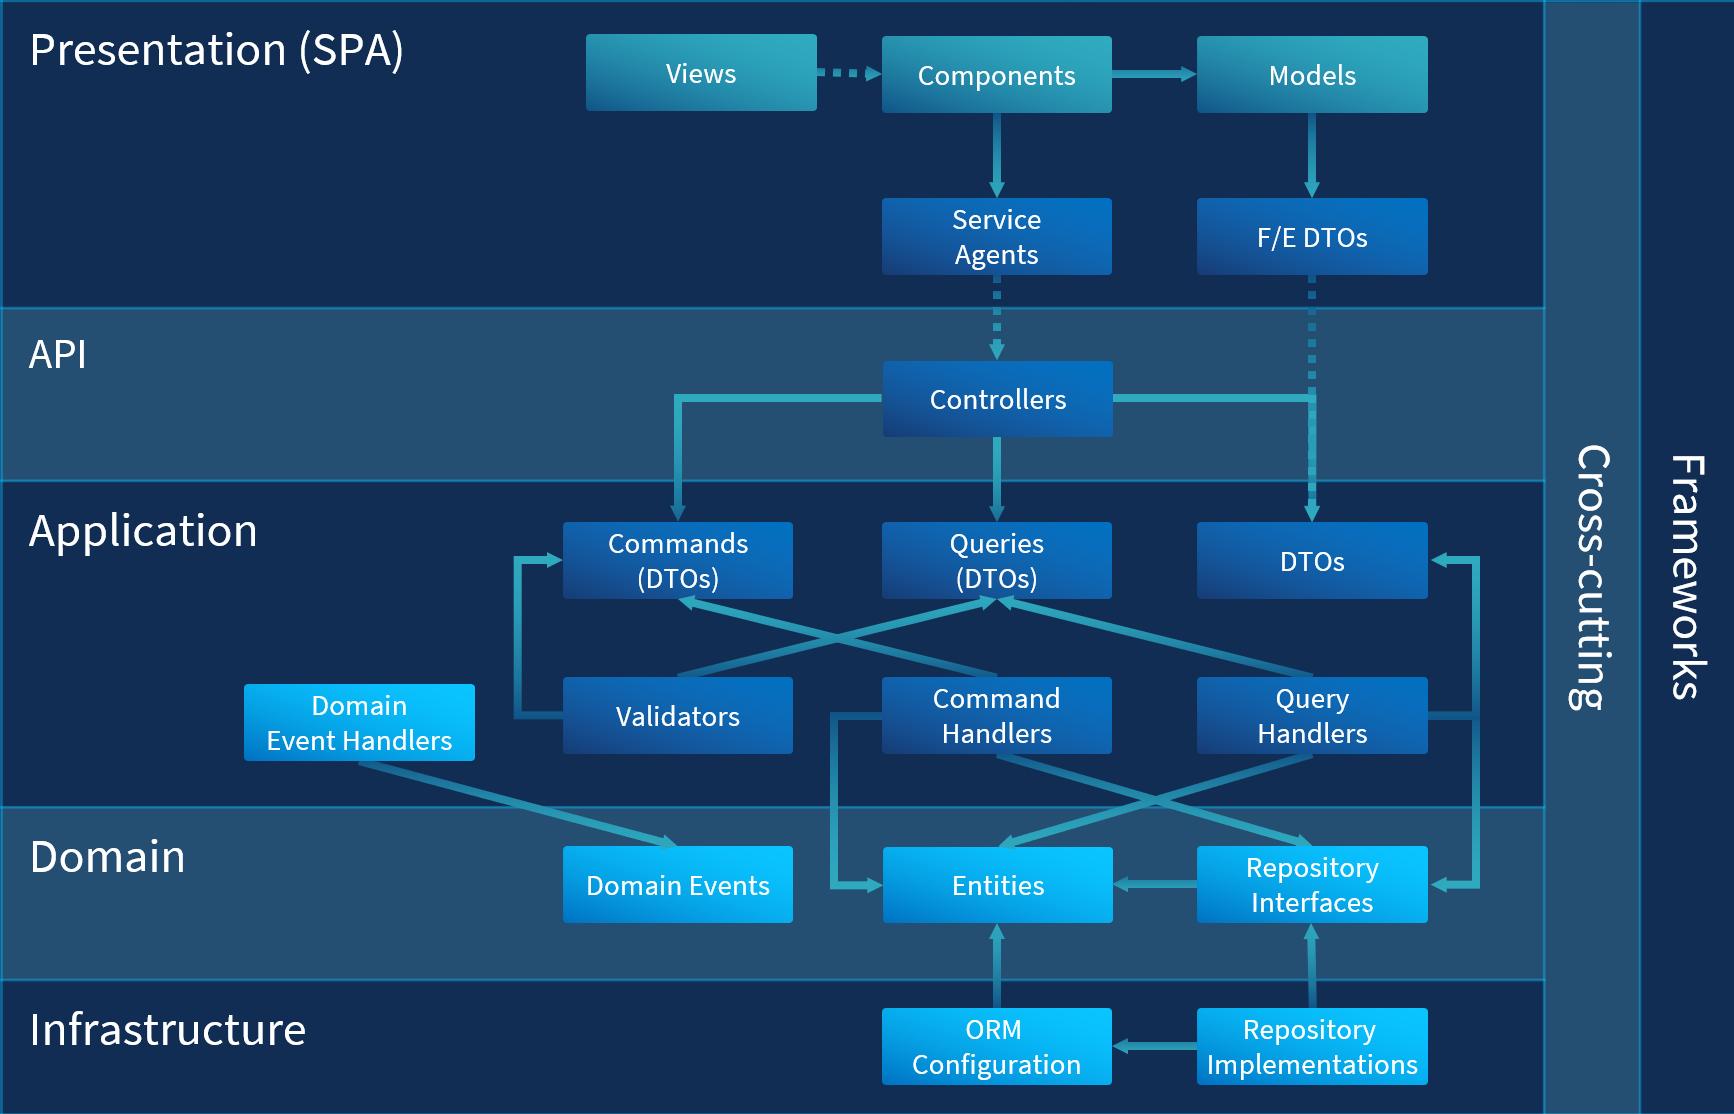 Presentation (SPA)
Views
Components
Models
Service
Agents
F/E DTOs
API
Controllers
Application
Commands
(DTOs)
Queries
(DTOs)
DTOs
Domain
Event Handlers
Validators
Command
Handlers
Query
Handlers
Domain
Domain Events
Entities
Repository
Interfaces
Infrastructure
ORM
Configuration
Repository
Implementations
Cross-cutting
Frameworks